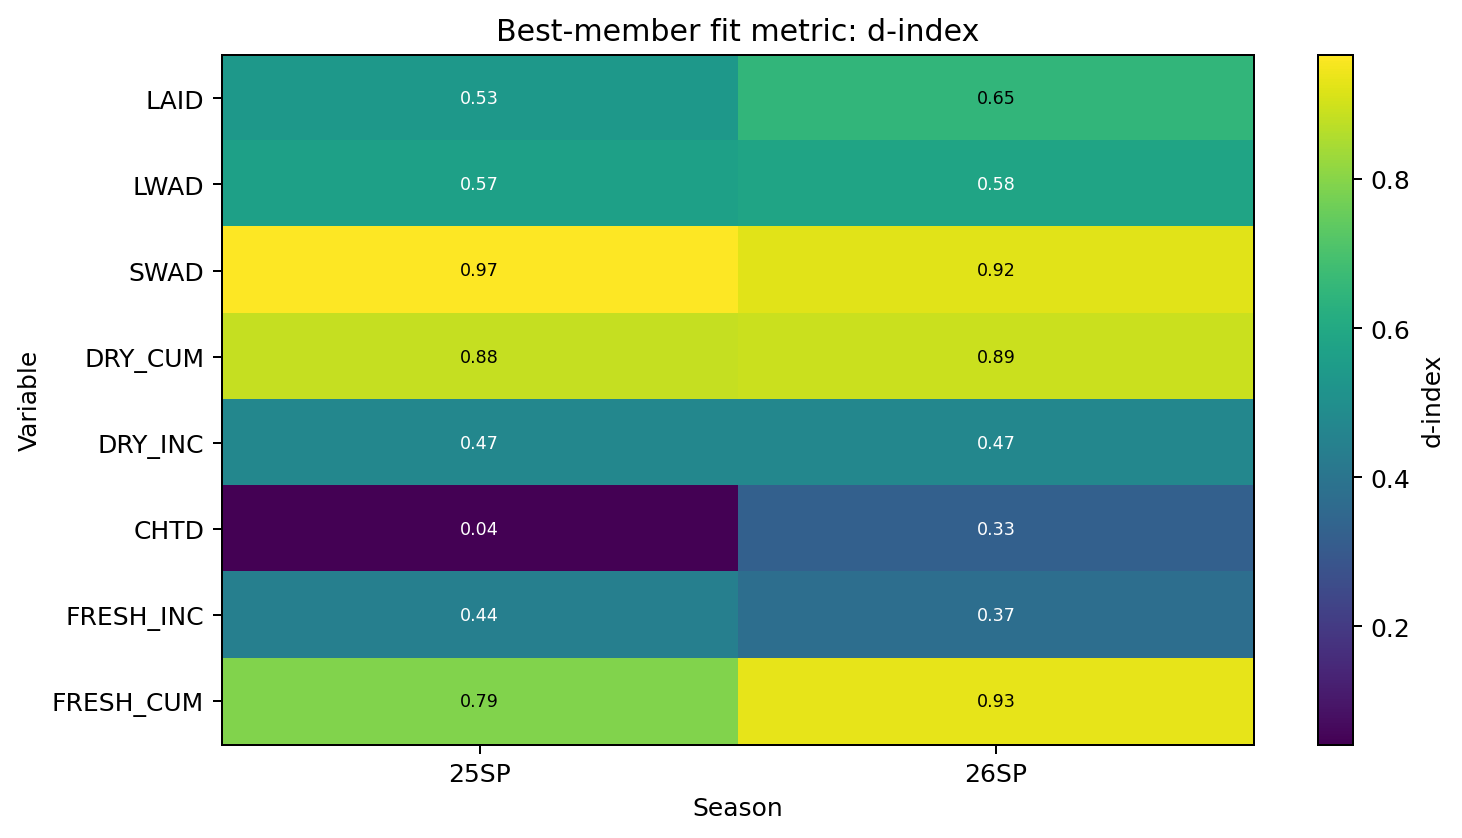 Best-member fit metric: d-index
LAID 0.53 0.65
LWAD 0.57 0.58
SWAD 0.97 0.92
DRY_CUM 0.88 0.89
DRY_INC 0.47 0.47
CHTD 0.04 0.33
FRESH_INC 0.44 0.37
FRESH_CUM 0.79 0.93
25SP 26SP
Season
Variable
0.8
0.6
0.4
0.2
d-index